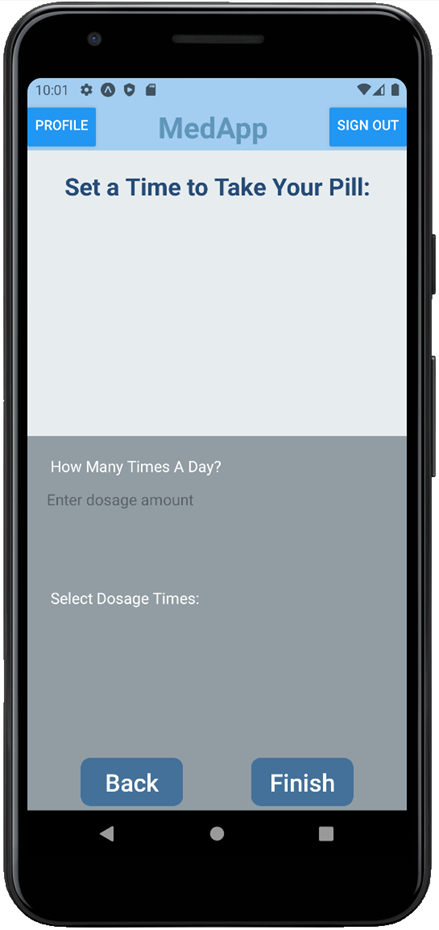 10:01
PROFILE
MedApp
SIGN OUT
Set a Time to Take Your Pill:
How Many Times A Day?
Enter dosage amount
Select Dosage Times:
Back
Finish